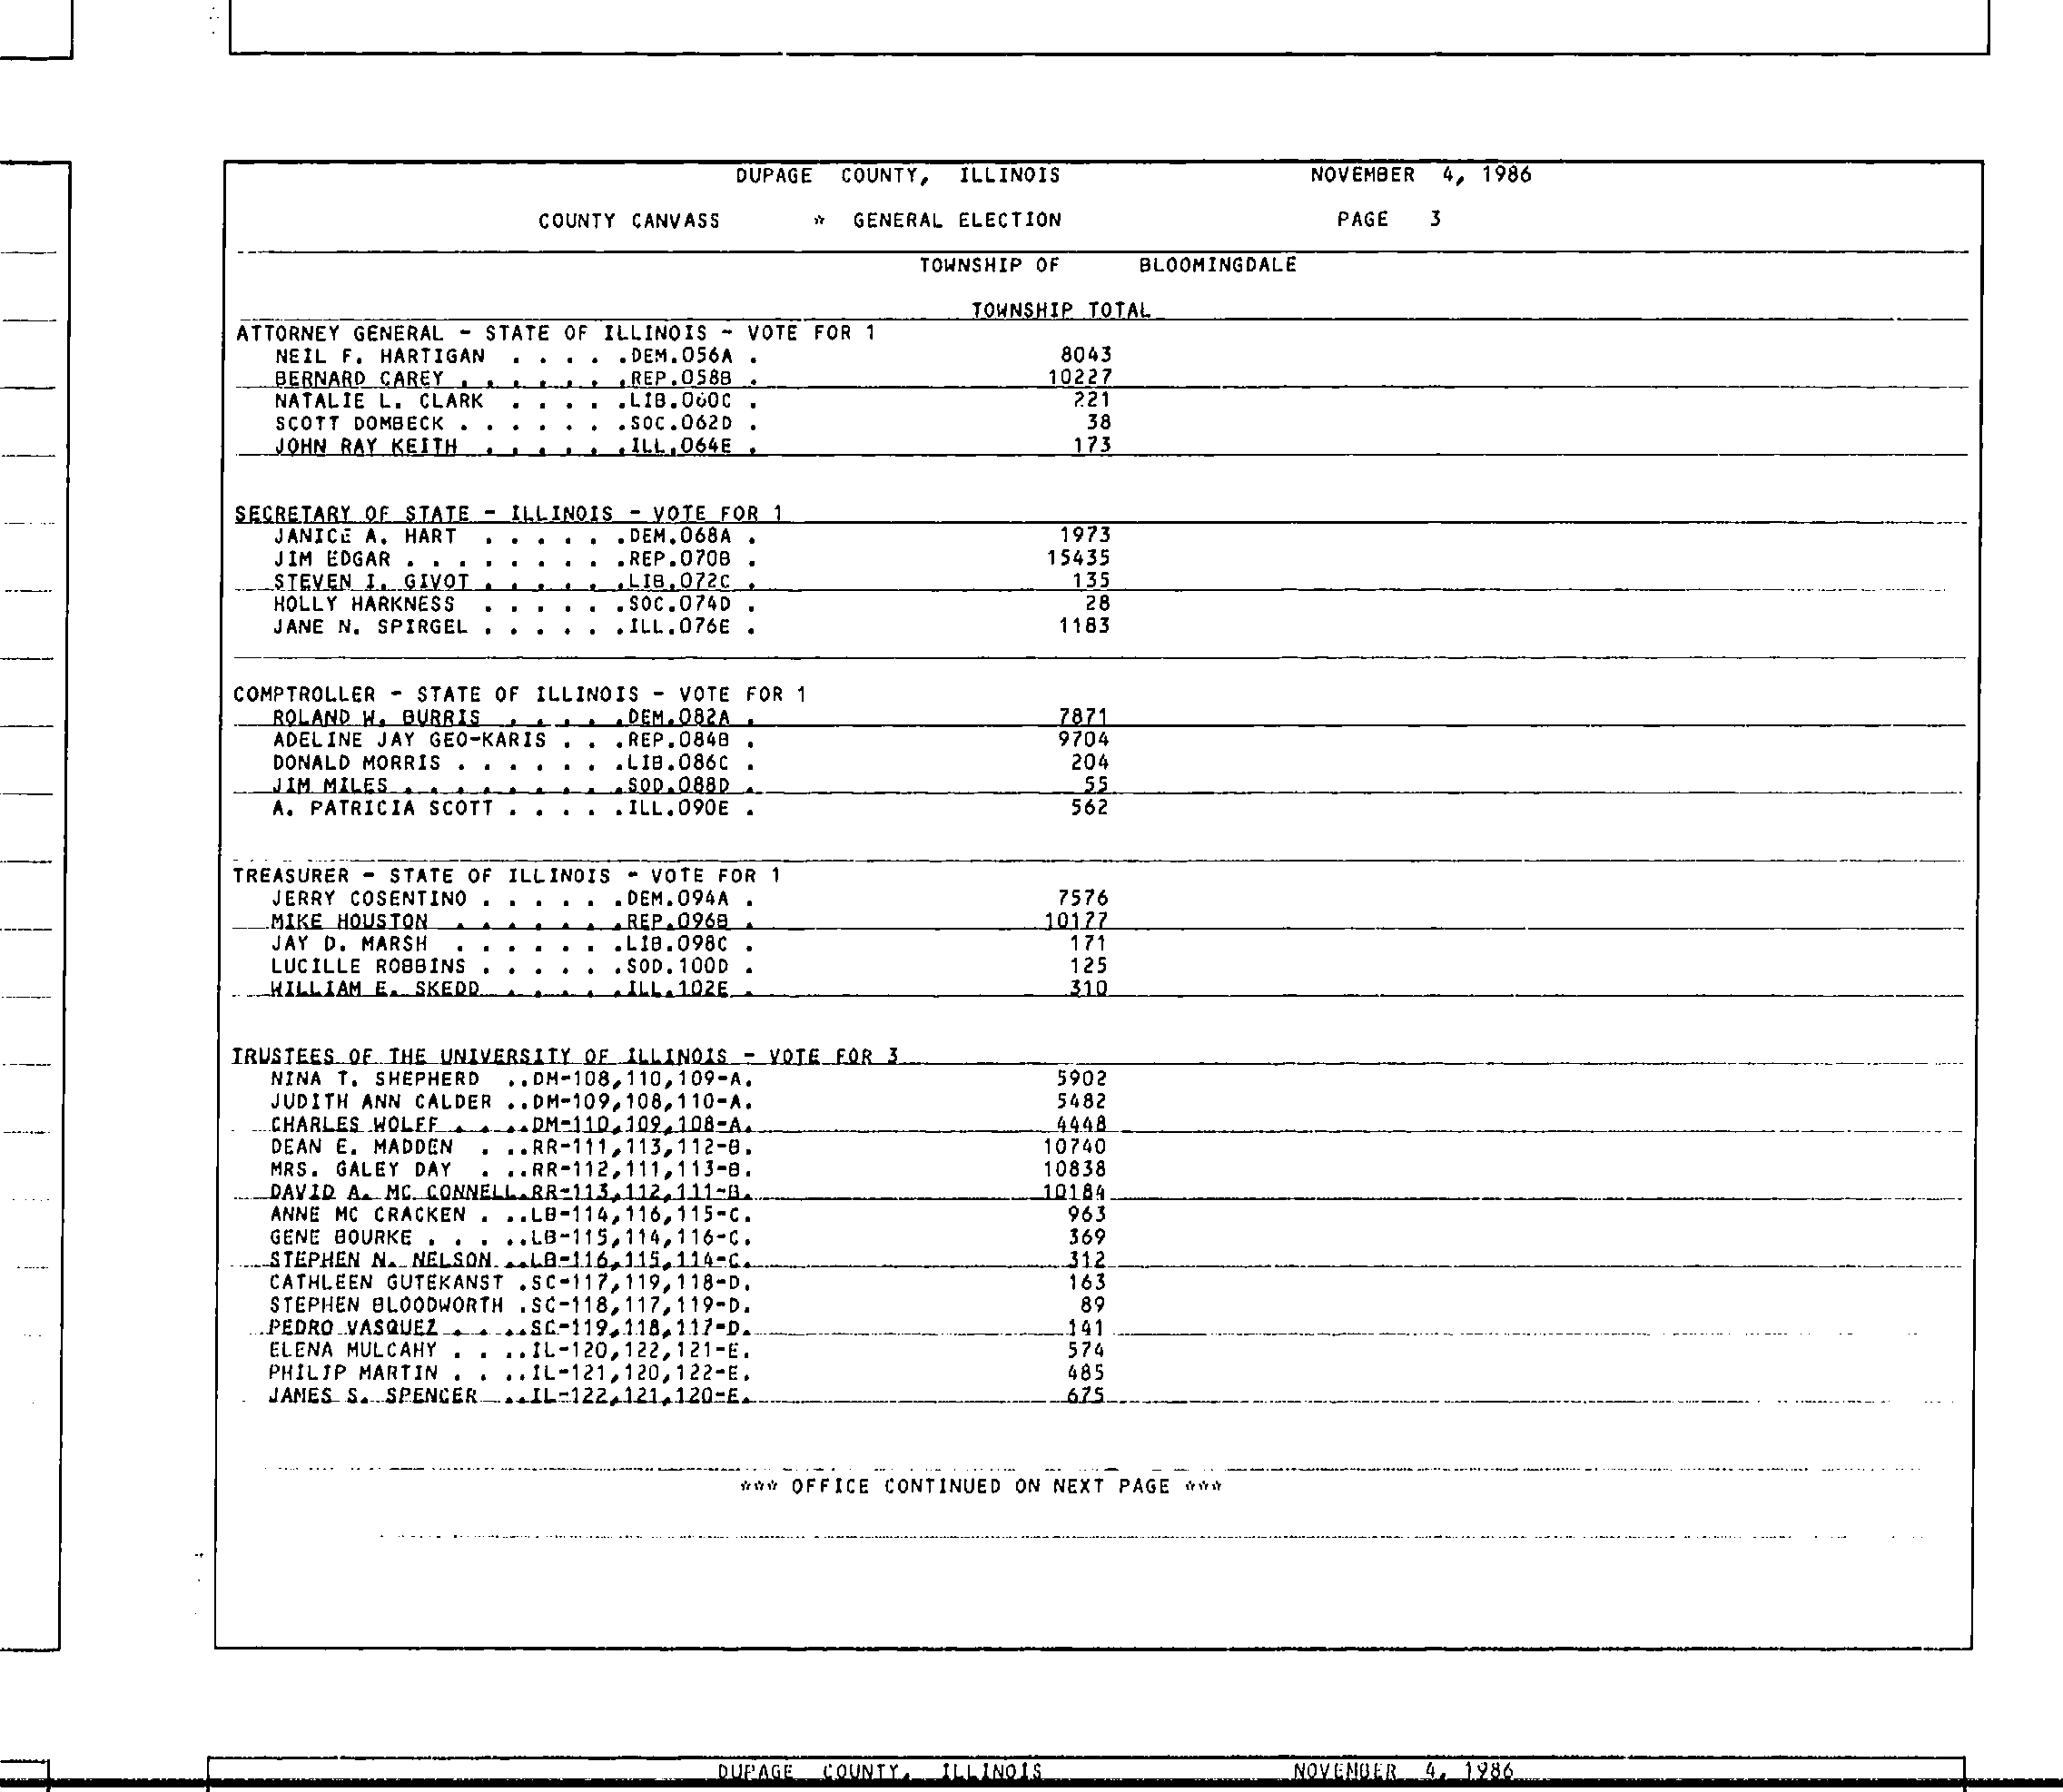 DUPAGE COUNTY, ILLINOIS NOVEMBER 4, 1986
COUNTY CANVASS * GENERAL ELECTION PAGE 3
TOWNSHIP OF BLOOMINGDALE
TOWNSHIP TOTAL
ATTORNEY GENERAL - STATE OF ILLINOIS - VOTE FOR 1
NEIL F. HARTIGAN . . . . .DEM.056A . 8043
BERNARD CAREY . . . . . . .REP.058B . 10227
NATALIE L. CLARK . . . . .LIB.060C . 221
SCOTT DOMBECK . . . . . . .SOC.062D . 38
JOHN RAY KEITH . . . . . .ILL.064E . 173
SECRETARY OF STATE - ILLINOIS - VOTE FOR 1
JANICE A. HART . . . . . .DEM.068A . 1973
JIM EDGAR . . . . . . . . .REP.070B . 15435
STEVEN I. GIVOT . . . . . .LIB.072C . 135
HOLLY HARKNESS . . . . . .SOC.074D . 28
JANE N. SPIRGEL . . . . . .ILL.076E . 1183
COMPTROLLER - STATE OF ILLINOIS - VOTE FOR 1
ROLAND W. BURRIS . . . . .DEM.082A . 7871
ADELINE JAY GEO-KARIS . . .REP.084B . 9704
DONALD MORRIS . . . . . . .LIB.086C . 204
JIM MILES . . . . . . . . .SOD.088D . 55
A. PATRICIA SCOTT . . . . .ILL.090E . 562
TREASURER - STATE OF ILLINOIS - VOTE FOR 1
JERRY COSENTINO . . . . . .DEM.094A . 7576
MIKE HOUSTON . . . . . . .REP.096B . 10177
JAY D. MARSH . . . . . . .LIB.098C . 171
LUCILLE ROBBINS . . . . . .SOD.100D . 125
WILLIAM E. SKEDD . . . . .ILL.102E . 310
TRUSTEES OF THE UNIVERSITY OF ILLINOIS - VOTE FOR 3
NINA T. SHEPHERD ..DM-108,110,109-A. 5902
JUDITH ANN CALDER ..DM-109,108,110-A. 5482
CHARLES WOLFF . . ..DM-110,109,108-A. 4448
DEAN E. MADDEN . ..RR-111,113,112-B. 10740
MRS. GALEY DAY . ..RR-112,111,113-B. 10838
DAVID A. MC CONNELL.RR-113,112,111-B. 10184
ANNE MC CRACKEN . ..LB-114,116,115-C. 963
GENE BOURKE . . . ..LB-115,114,116-C. 369
STEPHEN N. NELSON ..LB-116,115,114-C. 312
CATHLEEN GUTEKANST .SC-117,119,118-D. 163
STEPHEN BLOODWORTH .SC-118,117,119-D. 89
PEDRO VASQUEZ . . ..SC-119,118,117-D. 141
ELENA MULCAHY . . ..IL-120,122,121-E. 574
PHILIP MARTIN . . ..IL-121,120,122-E. 485
JAMES S. SPENCER ..IL-122,121,120-E. 675
*** OFFICE CONTINUED ON NEXT PAGE ***
DUPAGE COUNTY, ILLINOIS NOVEMBER 4, 1986